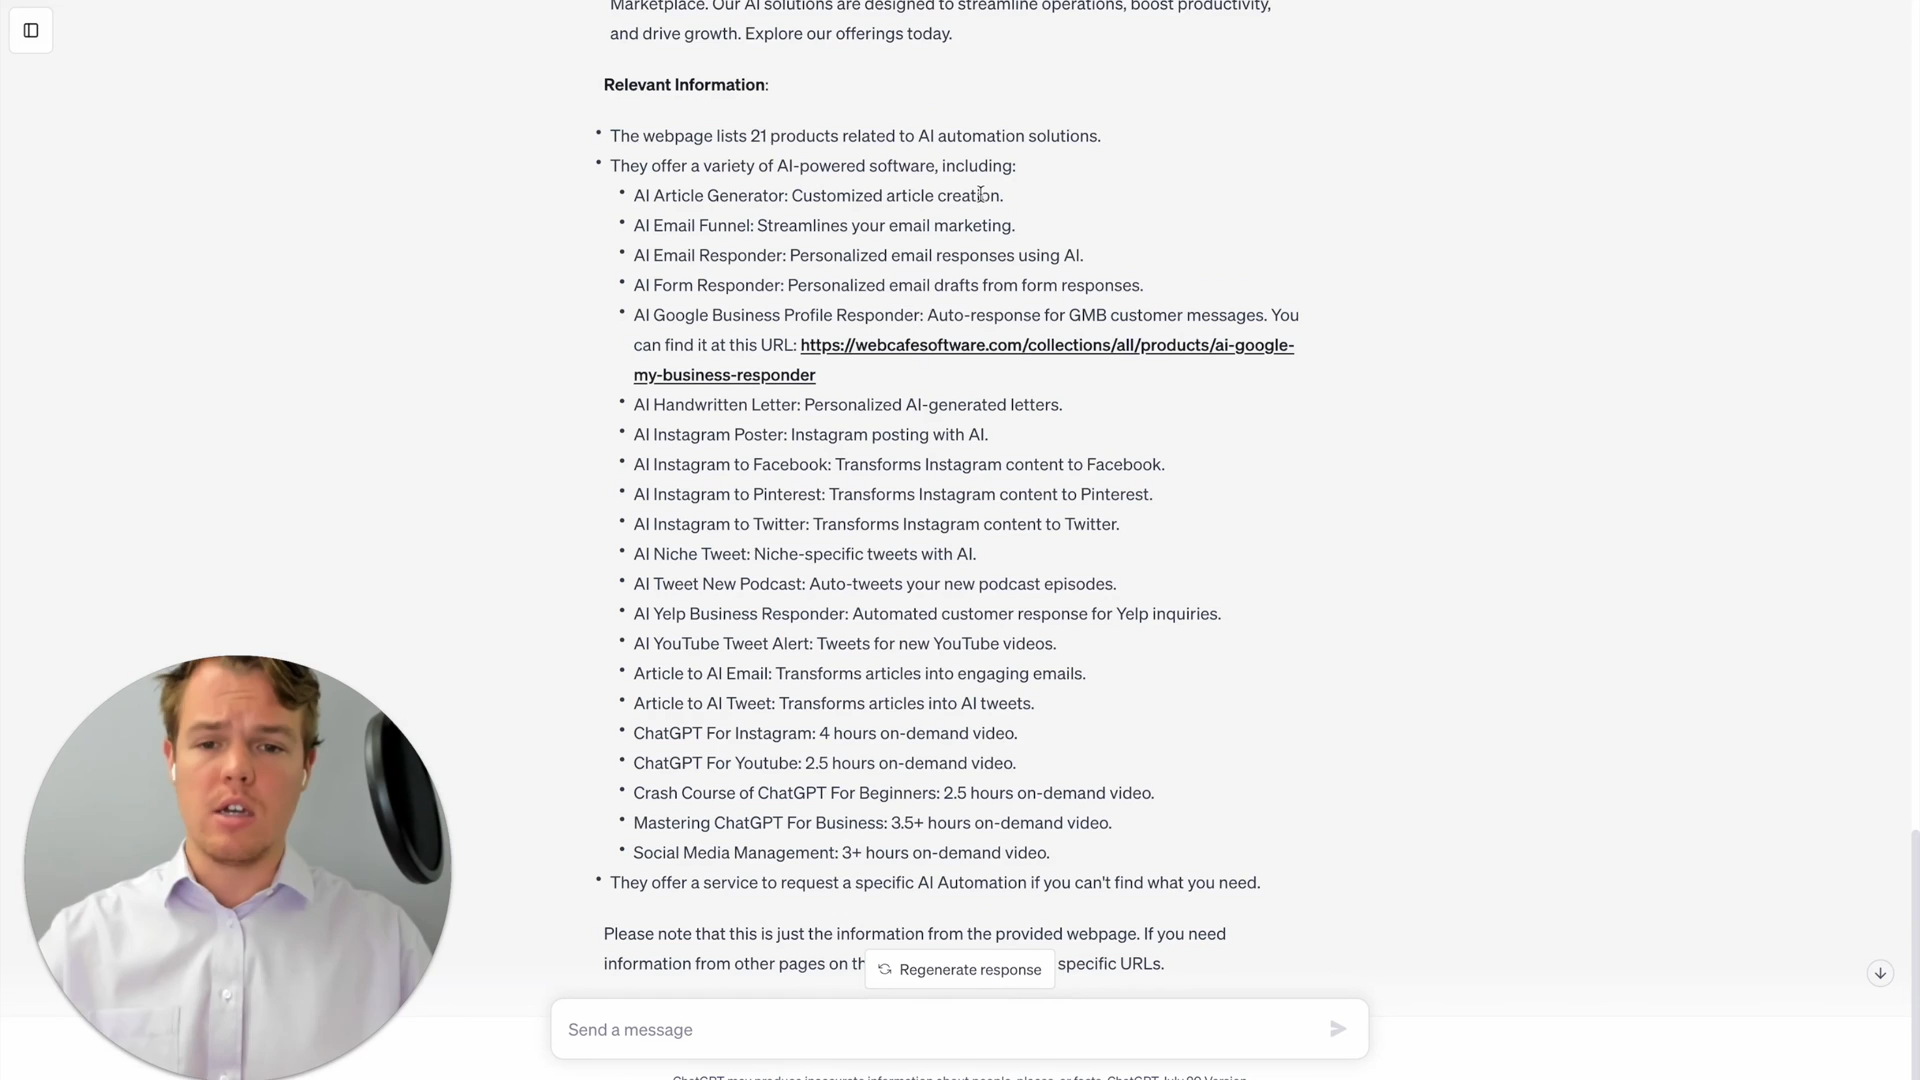 Marketplace. Our AI solutions are designed to streamline operations, boost productivity,
and drive growth. Explore our offerings today.
Relevant Information:
• The webpage lists 21 products related to AI automation solutions.
• They offer a variety of AI-powered software, including:
• AI Article Generator: Customized article creation.
• AI Email Funnel: Streamlines your email marketing.
• AI Email Responder: Personalized email responses using AI.
• AI Form Responder: Personalized email drafts from form responses.
• AI Google Business Profile Responder: Auto-response for GMB customer messages. You
can find it at this URL: https://webcafesoftware.com/collections/all/products/ai-google-
my-business-responder
• AI Handwritten Letter: Personalized AI-generated letters.
• AI Instagram Poster: Instagram posting with AI.
• AI Instagram to Facebook: Transforms Instagram content to Facebook.
• AI Instagram to Pinterest: Transforms Instagram content to Pinterest.
• AI Instagram to Twitter: Transforms Instagram content to Twitter.
• AI Niche Tweet: Niche-specific tweets with AI.
• AI Tweet New Podcast: Auto-tweets your new podcast episodes.
• AI Yelp Business Responder: Automated customer response for Yelp inquiries.
• AI YouTube Tweet Alert: Tweets for new YouTube videos.
• Article to AI Email: Transforms articles into engaging emails.
• Article to AI Tweet: Transforms articles into AI tweets.
• ChatGPT For Instagram: 4 hours on-demand video.
• ChatGPT For Youtube: 2.5 hours on-demand video.
• Crash Course of ChatGPT For Beginners: 2.5 hours on-demand video.
• Mastering ChatGPT For Business: 3.5+ hours on-demand video.
• Social Media Management: 3+ hours on-demand video.
• They offer a service to request a specific AI Automation if you can't find what you need.
Please note that this is just the information from the provided webpage. If you need
information from other pages on th specific URLs.
Regenerate response
Send a message